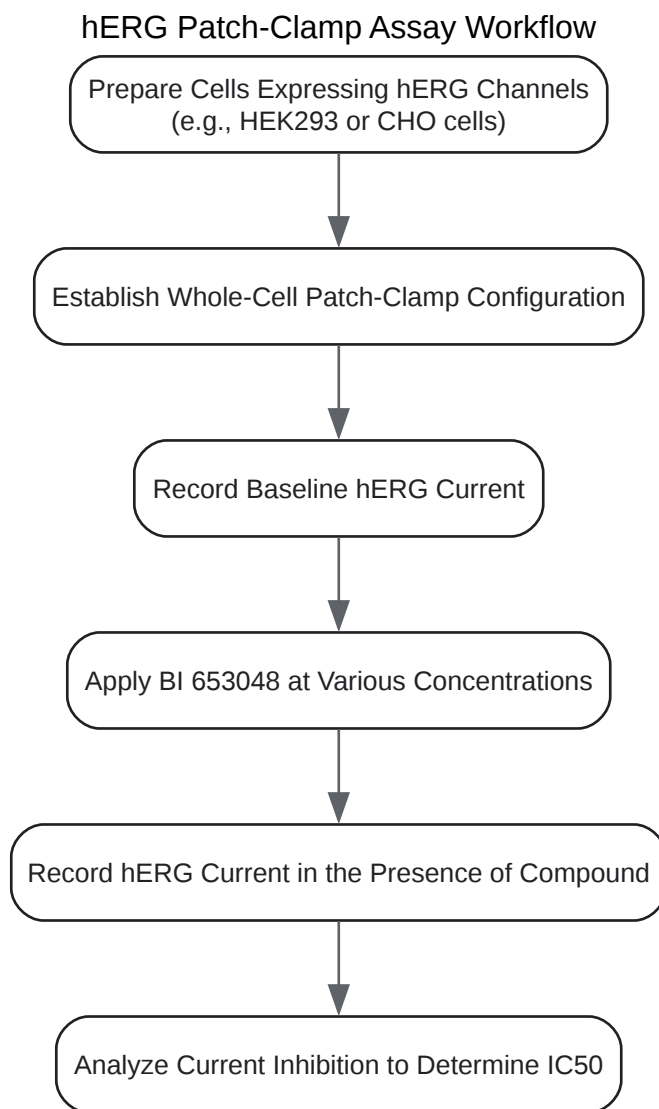 hERG Patch-Clamp Assay Workflow
Prepare Cells Expressing hERG Channels
(e.g., HEK293 or CHO cells)
Establish Whole-Cell Patch-Clamp Configuration
Record Baseline hERG Current
Apply BI 653048 at Various Concentrations
Record hERG Current in the Presence of Compound
Analyze Current Inhibition to Determine IC50